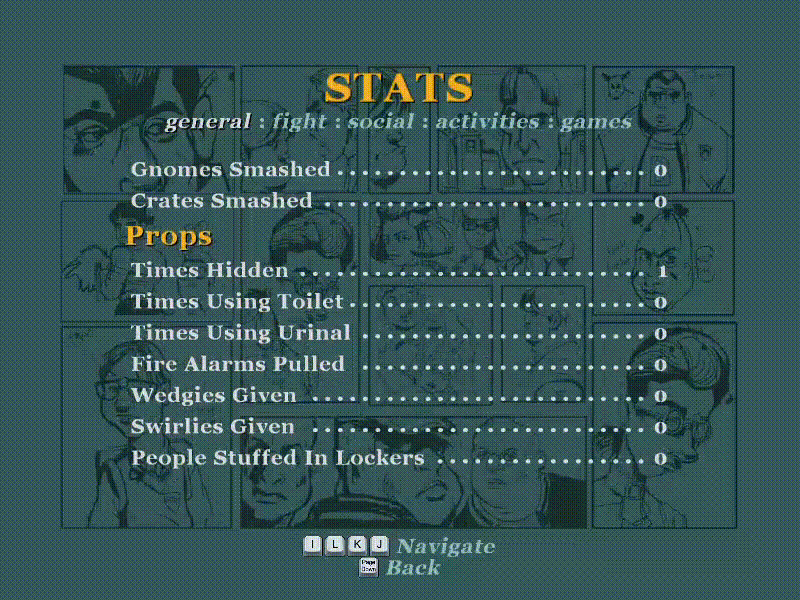 STATS
general : fight : social : activities : games
Gnomes Smashed . . . . . . . . . . . . . . . . . . . . . . . . . . 0
Crates Smashed . . . . . . . . . . . . . . . . . . . . . . . . . . . 0
Props
Times Hidden . . . . . . . . . . . . . . . . . . . . . . . . . . . . . 1
Times Using Toilet . . . . . . . . . . . . . . . . . . . . . . . . . 0
Times Using Urinal . . . . . . . . . . . . . . . . . . . . . . . . 0
Fire Alarms Pulled . . . . . . . . . . . . . . . . . . . . . . . . 0
Wedgies Given . . . . . . . . . . . . . . . . . . . . . . . . . . . . 0
Swirlies Given . . . . . . . . . . . . . . . . . . . . . . . . . . . . 0
People Stuffed In Lockers . . . . . . . . . . . . . . . . . . 0
I L K J Navigate
Page Down Back